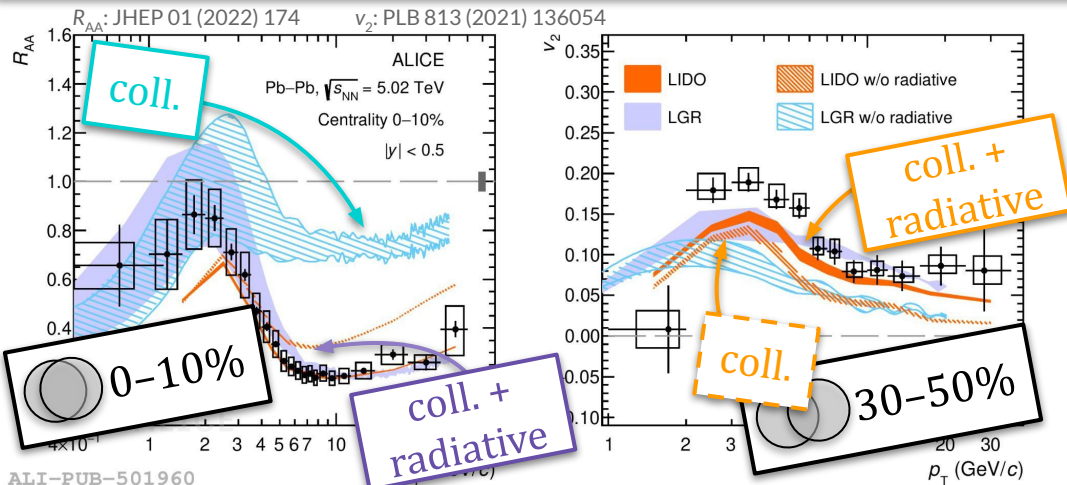 R_AA: JHEP 01 (2022) 174
v_2: PLB 813 (2021) 136054
R_AA
1.6
1.4
1.2
1.0
0.8
0.6
0.4
coll.
ALICE
Pb–Pb, √s_NN = 5.02 TeV
Centrality 0–10%
|y| < 0.5
0–10%
coll. +
radiative
1
2
3
4
5
6
7
10
ALI-PUB-501960
v_2
0.35
0.30
0.25
0.20
0.15
0.10
0.05
0.00
LIDO
LIDO w/o radiative
LGR
LGR w/o radiative
coll. +
radiative
coll.
30–50%
1
2
3
20
30
p_T (GeV/c)